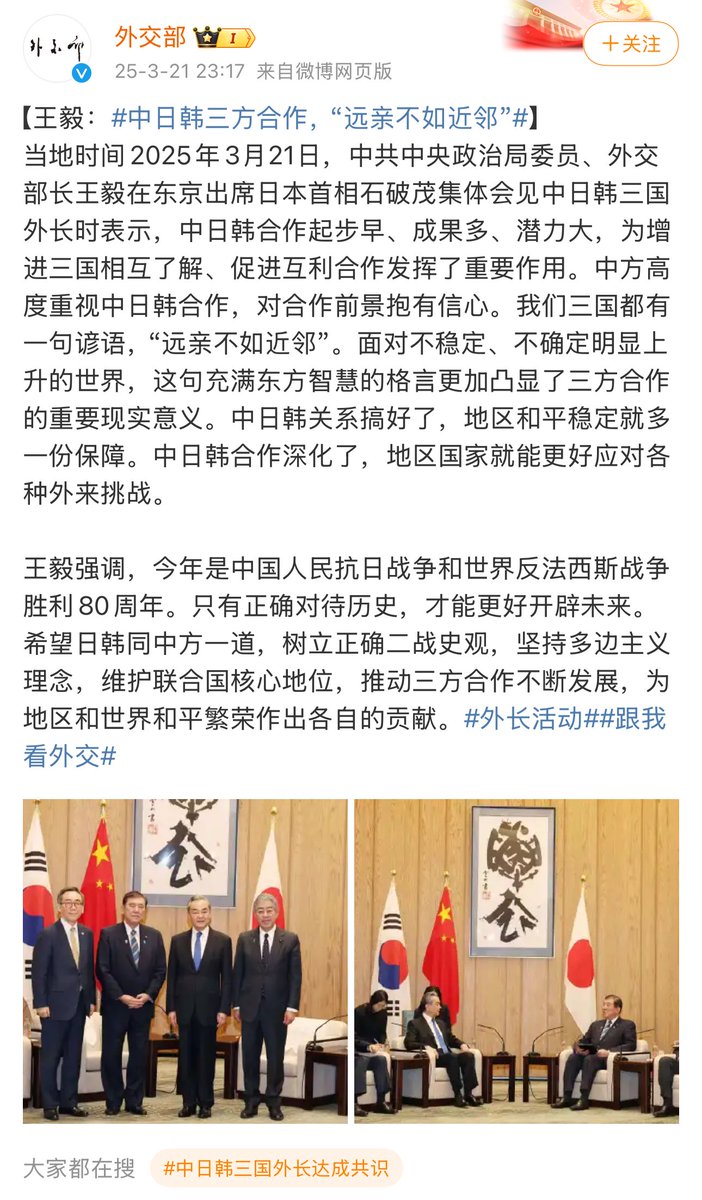 外交部
外交部 I
＋关注
25-3-21 23:17 来自微博网页版
【王毅：#中日韩三方合作，“远亲不如近邻”#】
当地时间2025年3月21日，中共中央政治局委员、外交
部长王毅在东京出席日本首相石破茂集体会见中日韩三国
外长时表示，中日韩合作起步早、成果多、潜力大，为增
进三国相互了解、促进互利合作发挥了重要作用。中方高
度重视中日韩合作，对合作前景抱有信心。我们三国都有
一句谚语，“远亲不如近邻”。面对不稳定、不确定明显上
升的世界，这句充满东方智慧的格言更加凸显了三方合作
的重要现实意义。中日韩关系搞好了，地区和平稳定就多
一份保障。中日韩合作深化了，地区国家就能更好应对各
种外来挑战。
王毅强调，今年是中国人民抗日战争和世界反法西斯战争
胜利80周年。只有正确对待历史，才能更好开辟未来。
希望日韩同中方一道，树立正确二战史观，坚持多边主义
理念，维护联合国核心地位，推动三方合作不断发展，为
地区和世界和平繁荣作出各自的贡献。#外长活动##跟我
看外交#
大家都在搜 #中日韩三国外长达成共识